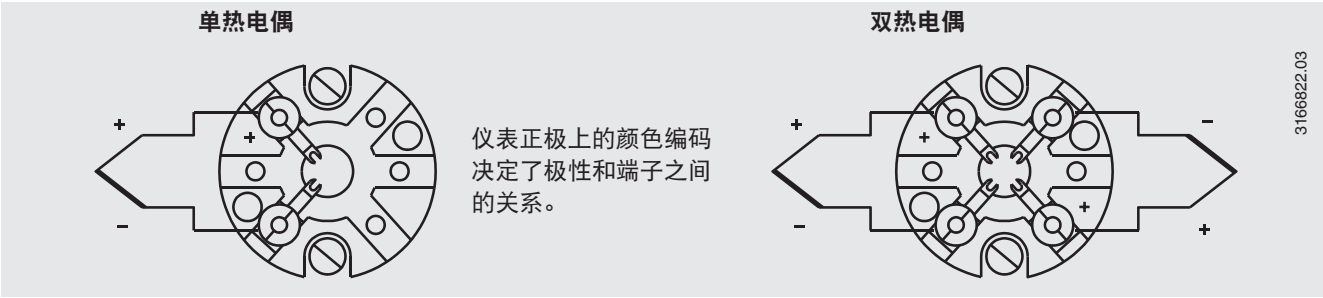 单热电偶
双热电偶
3166822.03
+
+
−
仪表正极上的颜色编码
决定了极性和端子之间
的关系。
+
+
−
−
+
+